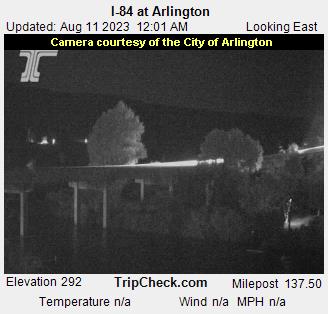 I-84 at Arlington
Updated: Aug 11 2023 12:01 AM Looking East
Camera courtesy of the City of Arlington
Elevation 292 TripCheck.com Milepost 137.50
Temperature n/a Wind n/a MPH n/a